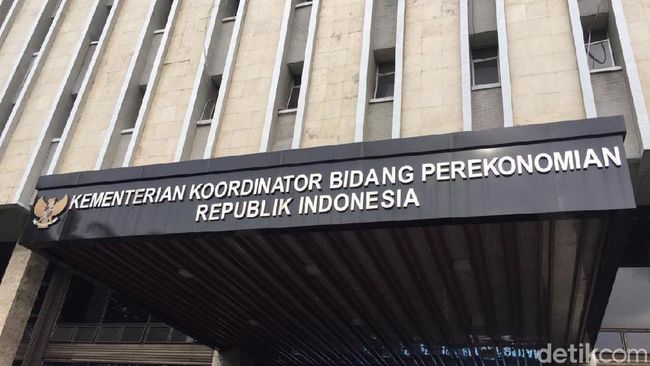 KEMENTERIAN KOORDINATOR BIDANG PEREKONOMIAN
REPUBLIK INDONESIA
detikcom